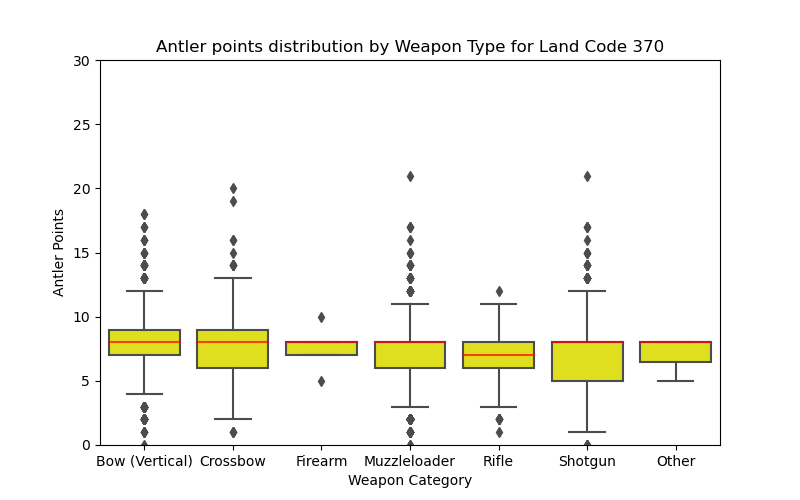 Antler points distribution by Weapon Type for Land Code 370
30
25
20
15
10
5
0
Antler Points
Bow (Vertical) Crossbow Firearm Muzzleloader Rifle Shotgun Other
Weapon Category